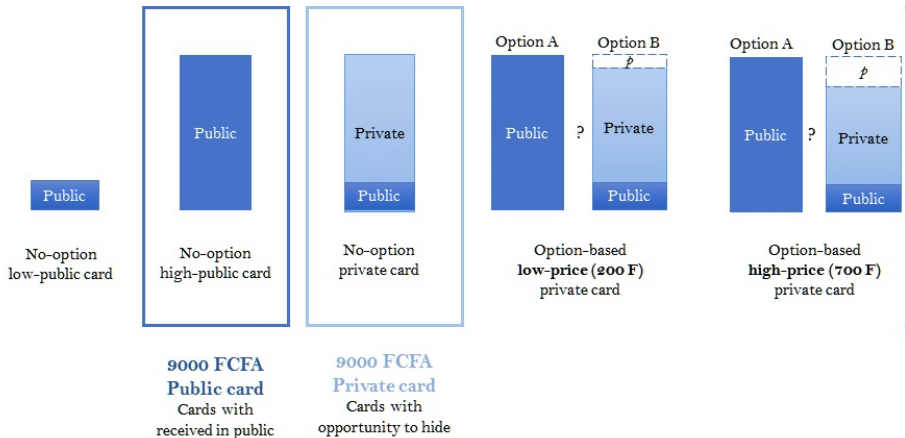 Option A
Option B
Option A
Option B
p
p
Public
Private
Public
?
Private
Public
?
Private
Public
Public
Public
Public
Public
No-option
low-public card
No-option
high-public card
No-option
private card
Option-based
low-price (200 F)
private card
Option-based
high-price (700 F)
private card
9000 FCFA
Public card
Cards with
received in public
9000 FCFA
Private card
Cards with
opportunity to hide